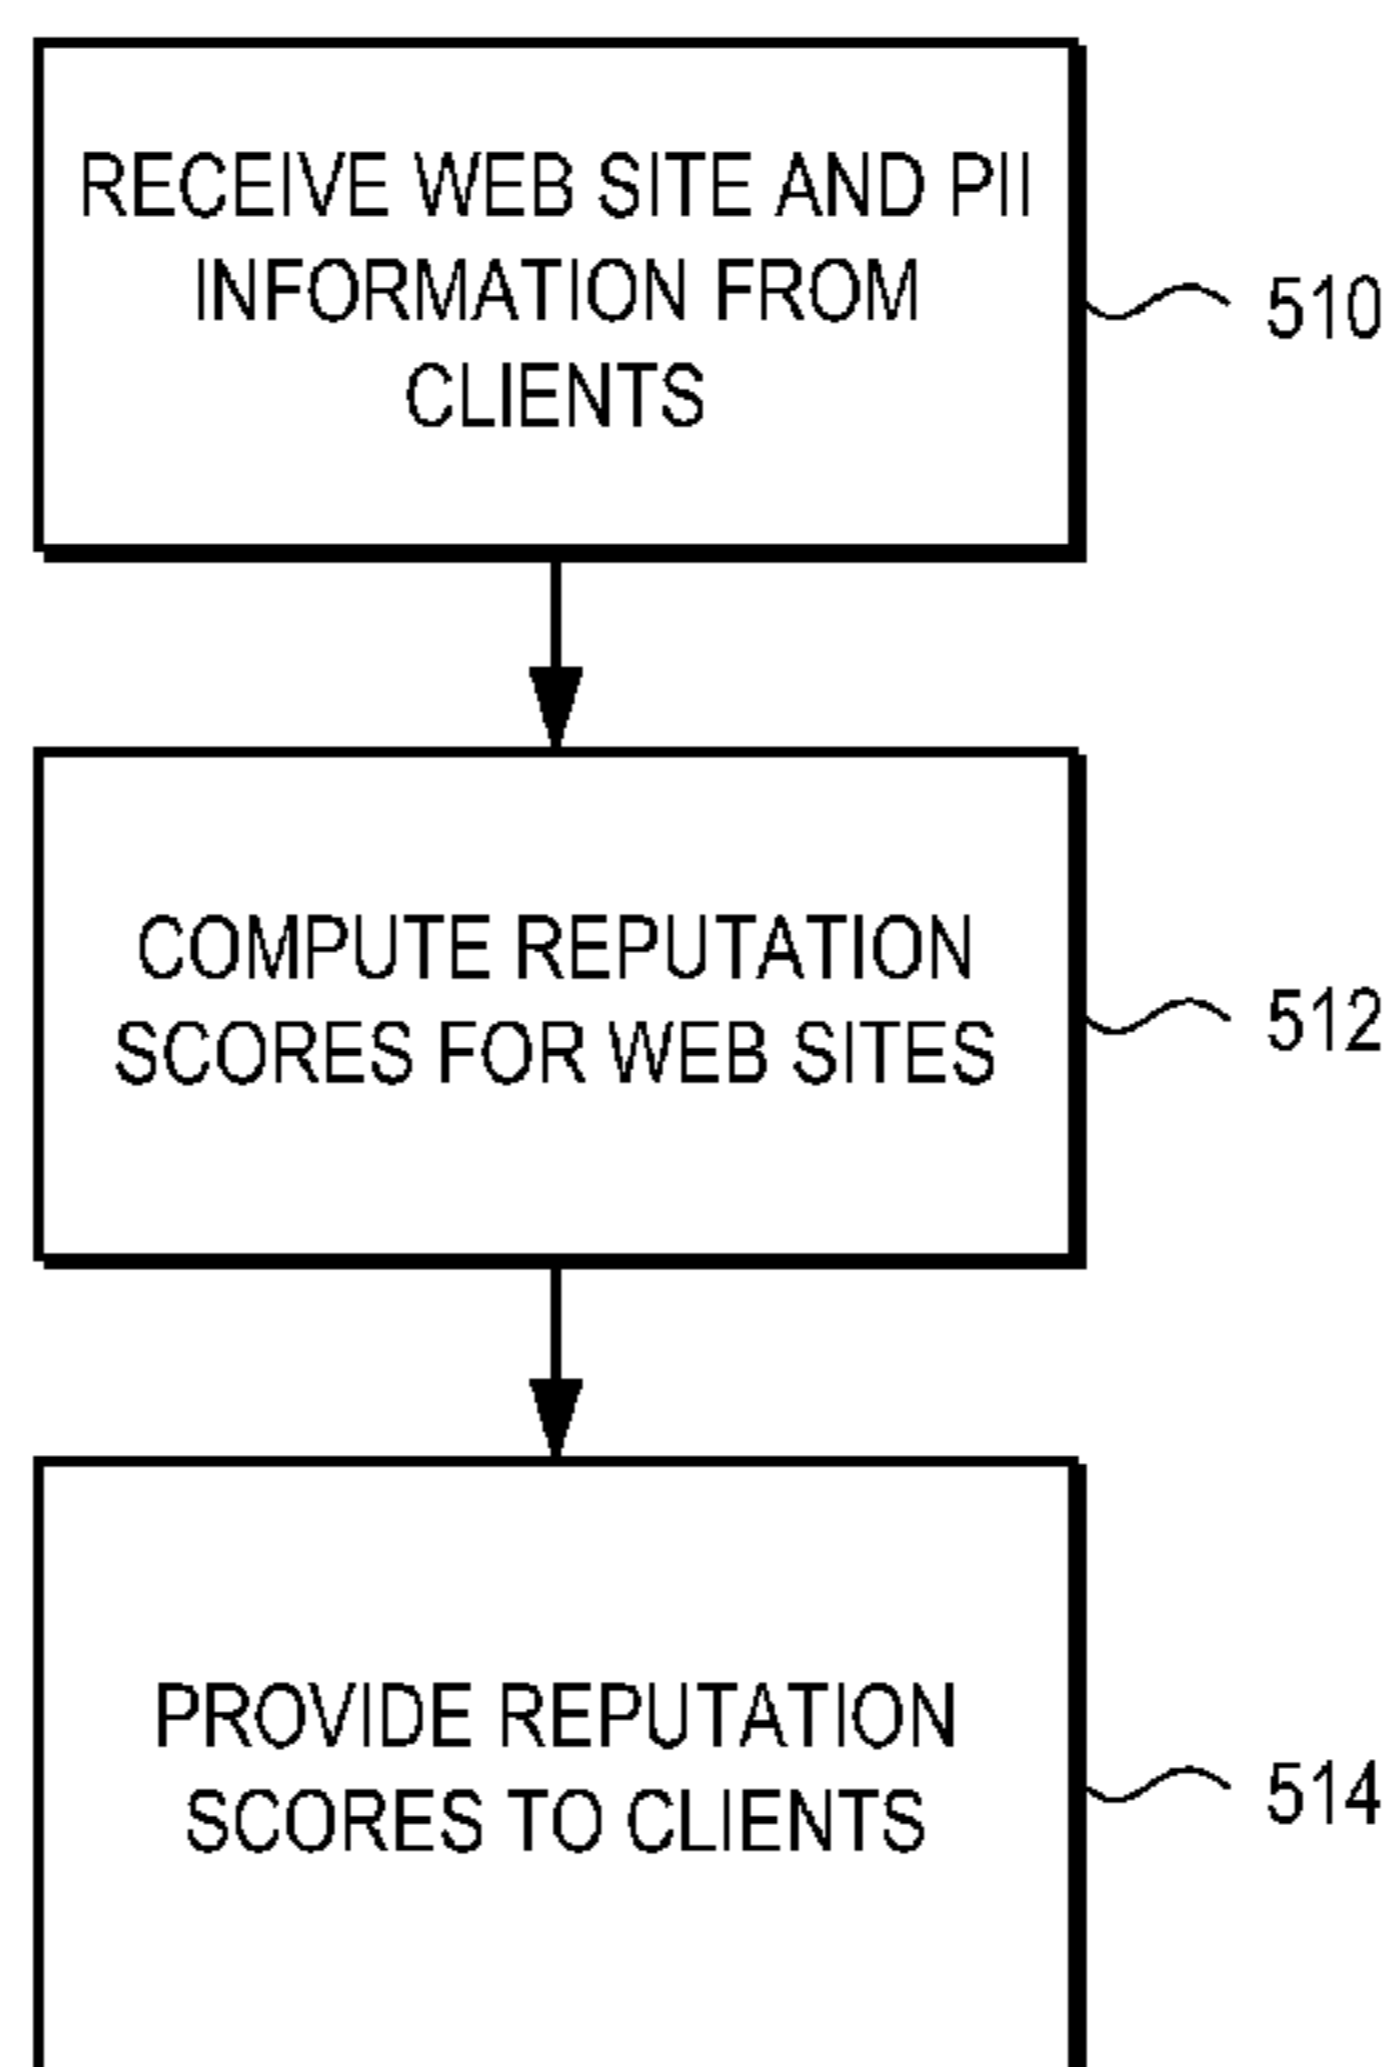 RECEIVE WEB SITE AND PII
INFORMATION FROM
CLIENTS
510
COMPUTE REPUTATION
SCORES FOR WEB SITES
512
PROVIDE REPUTATION
SCORES TO CLIENTS
514